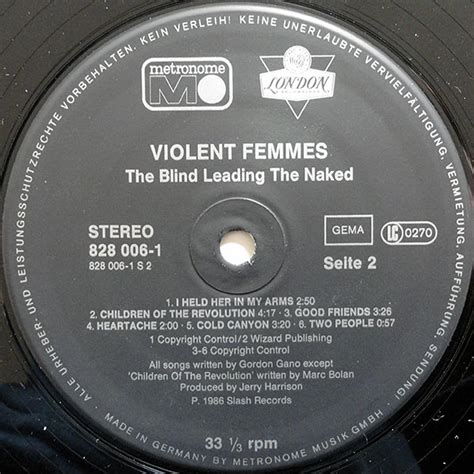 ALLE URHEBER- UND LEISTUNGSSCHUTZRECHTE VORBEHALTEN. KEIN VERLEIH! KEINE UNERLAUBTE VERVIELFÄLTIGUNG, VERMIETUNG, AUFFÜHRUNG, SENDUNG!
metronome
M
LONDON
VIOLENT FEMMES
The Blind Leading The Naked
STEREO
828 006-1
828 006-1 S 2
GEMA
LC 0270
Seite 2
1. I HELD HER IN MY ARMS 2:50
2. CHILDREN OF THE REVOLUTION 4:17 · 3. GOOD FRIENDS 3:26
4. HEARTACHE 2:00 · 5. COLD CANYON 3:20 · 6. TWO PEOPLE 0:57
1 Copyright Control/2 Wizard Publishing
3-6 Copyright Control
All songs written by Gordon Gano except
'Children Of The Revolution' written by Marc Bolan
Produced by Jerry Harrison
P. 1986 Slash Records
33 1/3 rpm
MADE IN GERMANY BY METRONOME MUSIK GMBH